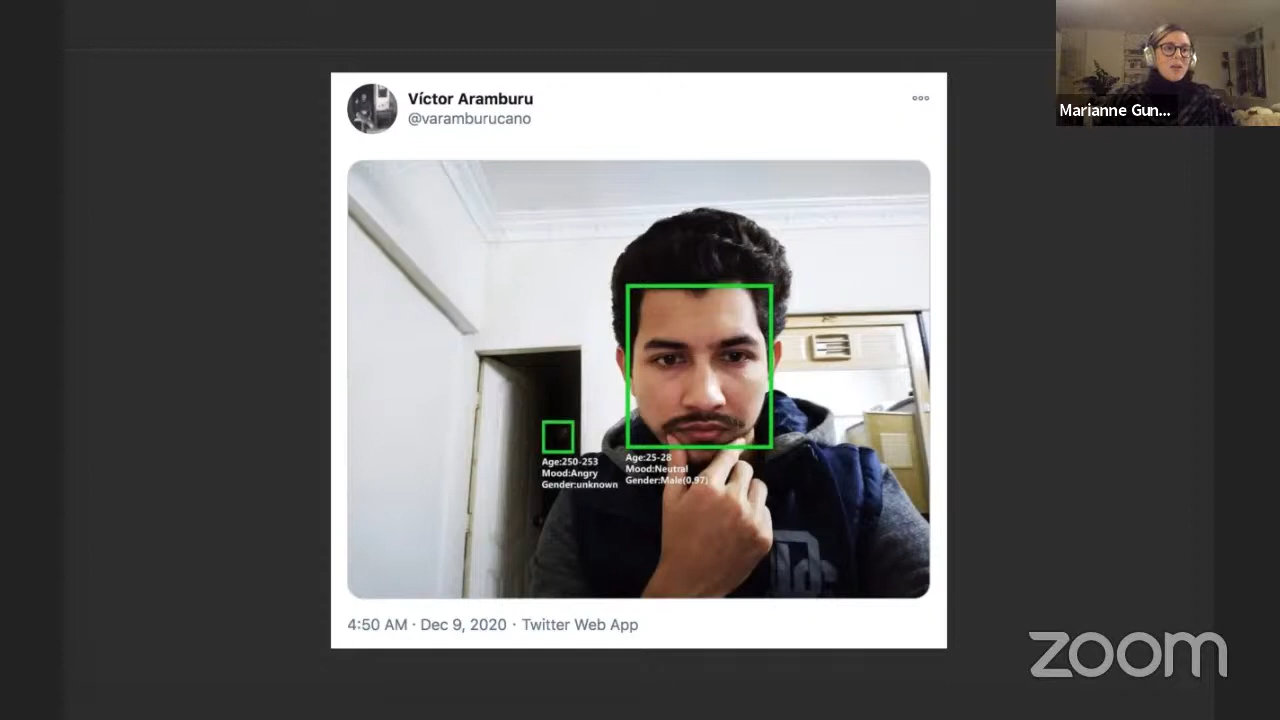 Víctor Aramburu
@varamburucano
Age:250-253
Mood:Angry
Gender:unknown
Age:25-28
Mood:Neutral
Gender:Male(0.97)
4:50 AM · Dec 9, 2020 · Twitter Web App
Marianne Gun...
zoom